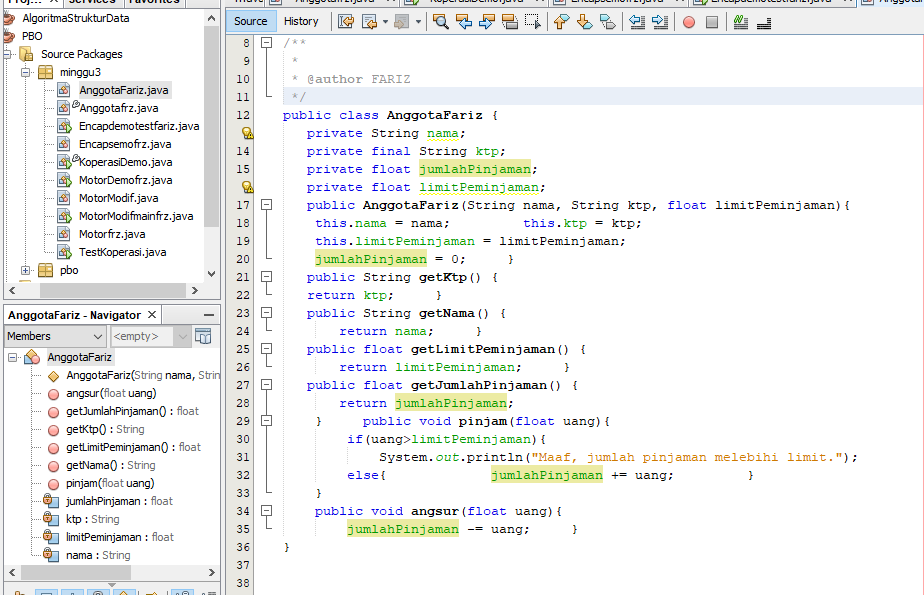 Services
Favorites
AlgoritmaStrukturData
PBO
Source Packages
minggu3
AnggotaFariz.java
Anggotafrz.java
Encapdemotestfariz.java
Encapsemofrz.java
KoperasiDemo.java
MotorDemofrz.java
MotorModif.java
MotorModifmainfrz.java
Motorfrz.java
TestKoperasi.java
pbo
AnggotaFariz - Navigator
Members
<empty>
AnggotaFariz
AnggotaFariz(String nama, Strin
angsur(float uang)
getJumlahPinjaman() : float
getKtp() : String
getLimitPeminjaman() : float
getNama() : String
pinjam(float uang)
jumlahPinjaman : float
ktp : String
limitPeminjaman : float
nama : String
Source History
8 /**
9 *
10 * @author FARIZ
11 */
12 public class AnggotaFariz {
private String nama;
14 private final String ktp;
15 private float jumlahPinjaman;
private float limitPeminjaman;
17 public AnggotaFariz(String nama, String ktp, float limitPeminjaman){
18 this.nama = nama; this.ktp = ktp;
19 this.limitPeminjaman = limitPeminjaman;
20 jumlahPinjaman = 0; }
21 public String getKtp() {
22 return ktp; }
23 public String getNama() {
24 return nama; }
25 public float getLimitPeminjaman() {
26 return limitPeminjaman; }
27 public float getJumlahPinjaman() {
28 return jumlahPinjaman;
29 } public void pinjam(float uang){
30 if(uang>limitPeminjaman){
31 System.out.println("Maaf, jumlah pinjaman melebihi limit.");
32 else{ jumlahPinjaman += uang; }
33 }
34 public void angsur(float uang){
35 jumlahPinjaman -= uang; }
36 }
37
38